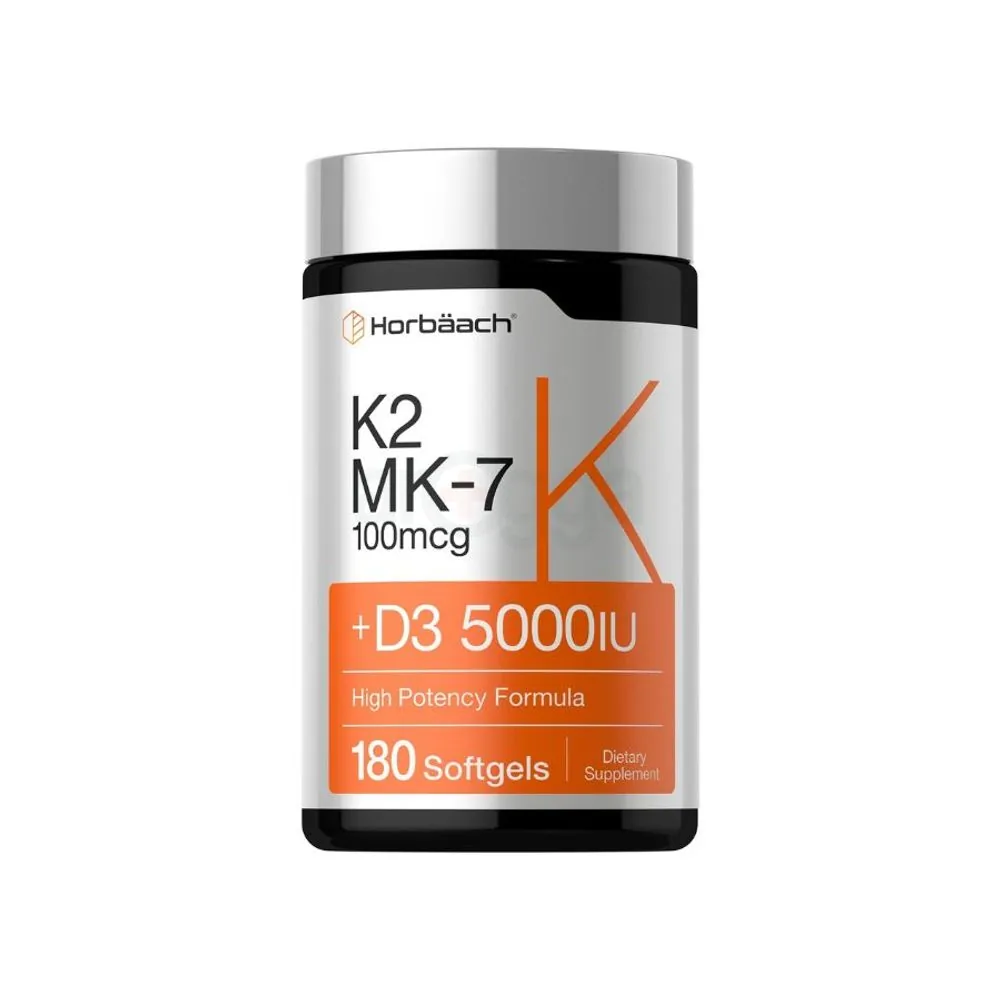 Horbäach®
K2
MK-7
100mcg
K
+D3 5000IU
High Potency Formula
180 Softgels
Dietary
Supplement